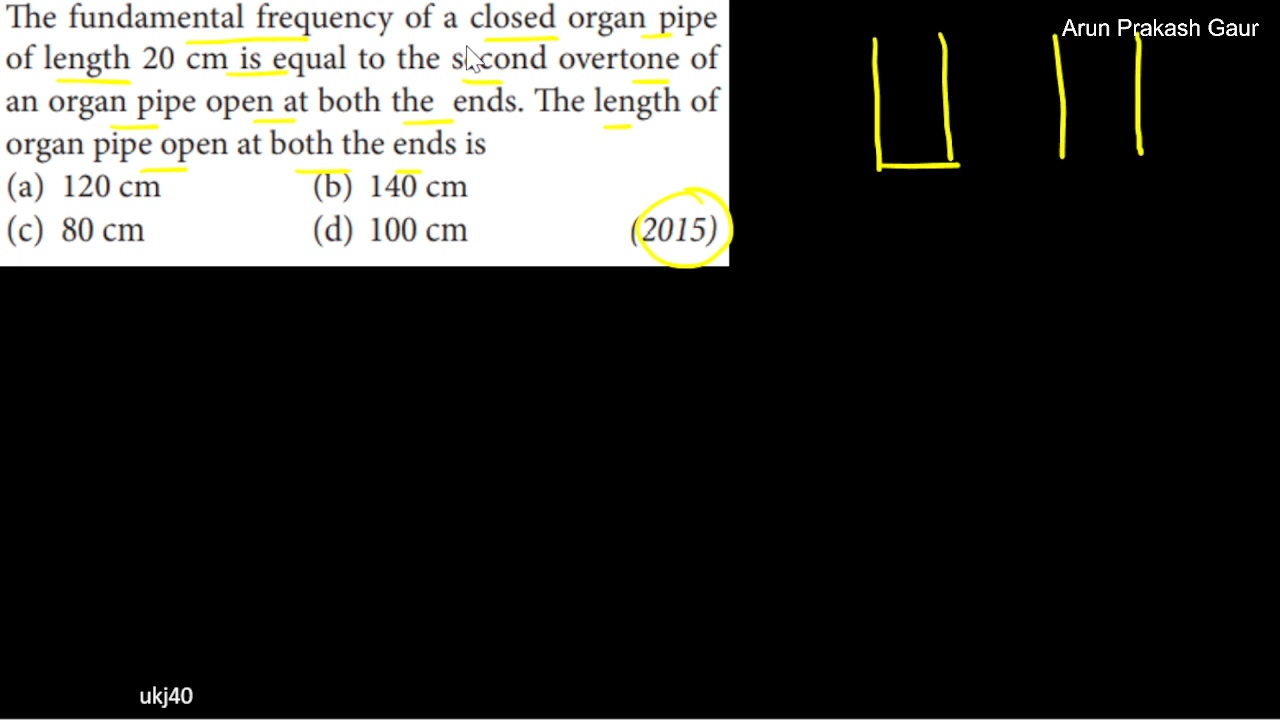 The fundamental frequency of a closed organ pipe
of length 20 cm is equal to the second overtone of
an organ pipe open at both the ends. The length of
organ pipe open at both the ends is
(a) 120 cm (b) 140 cm
(c) 80 cm (d) 100 cm (2015)
Arun Prakash Gaur
ukj40